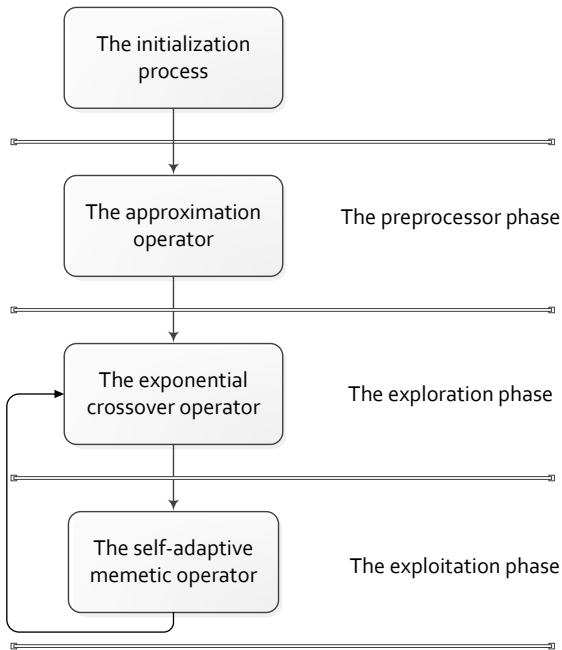 The initialization
process
The approximation
operator
The preprocessor phase
The exponential
crossover operator
The exploration phase
The self-adaptive
memetic operator
The exploitation phase